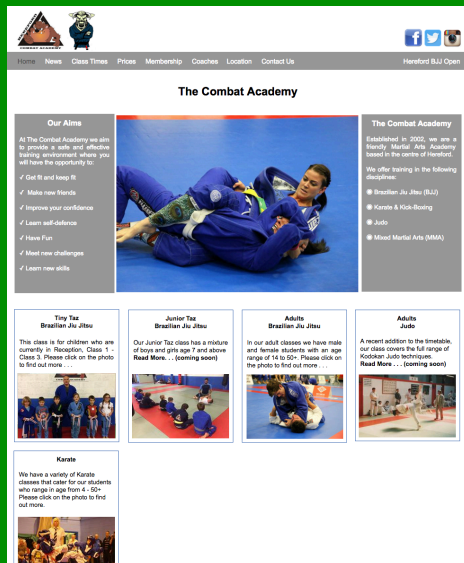 COMBAT ACADEMY
Home News Class Times Prices Membership Coaches Location Contact Us Hereford BJJ Open
The Combat Academy
Our Aims
At The Combat Academy we aim
to provide a safe and effective
training environment where you
will have the opportunity to:
✓ Get fit and keep fit
✓ Make new friends
✓ Improve your confidence
✓ Learn self-defence
✓ Have Fun
✓ Meet new challenges
✓ Learn new skills
The Combat Academy
Established in 2002, we are a
friendly Martial Arts Academy
based in the centre of Hereford.
We offer training in the following
disciplines:
Brazilian Jiu Jitsu (BJJ)
Karate & Kick-Boxing
Judo
Mixed Martial Arts (MMA)
Tiny Taz
Brazilian Jiu Jitsu
This class is for children who are
currently in Reception, Class 1 -
Class 3. Please click on the photo
to find out more . . .
Junior Taz
Brazilian Jiu Jitsu
Our Junior Taz class has a mixture
of boys and girls age 7 and above
Read More. . . (coming soon)
Adults
Brazilian Jiu Jitsu
In our adult classes we have male
and female students with an age
range of 14 to 50+. Please click on
the photo to find out more . . .
Adults
Judo
A recent addition to the timetable,
our class covers the full range of
Kodokan Judo techniques.
Read More . . . (coming soon)
Karate
We have a variety of Karate
classes that cater for our students
who range in age from 4 - 50+
Please click on the photo to find
out more.